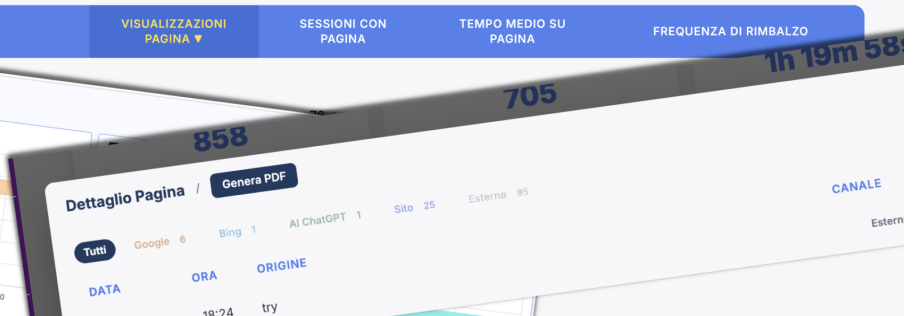 VISUALIZZAZIONI PAGINA ▼
SESSIONI CON PAGINA
TEMPO MEDIO SU PAGINA
FREQUENZA DI RIMBALZO
858
705
1h 19m 58s
Dettaglio Pagina / Genera PDF
Tutti Google 6 Bing 1 AI ChatGPT 1 Sito 25 Esterno 95
DATA ORA ORIGINE CANALE
18:24 try